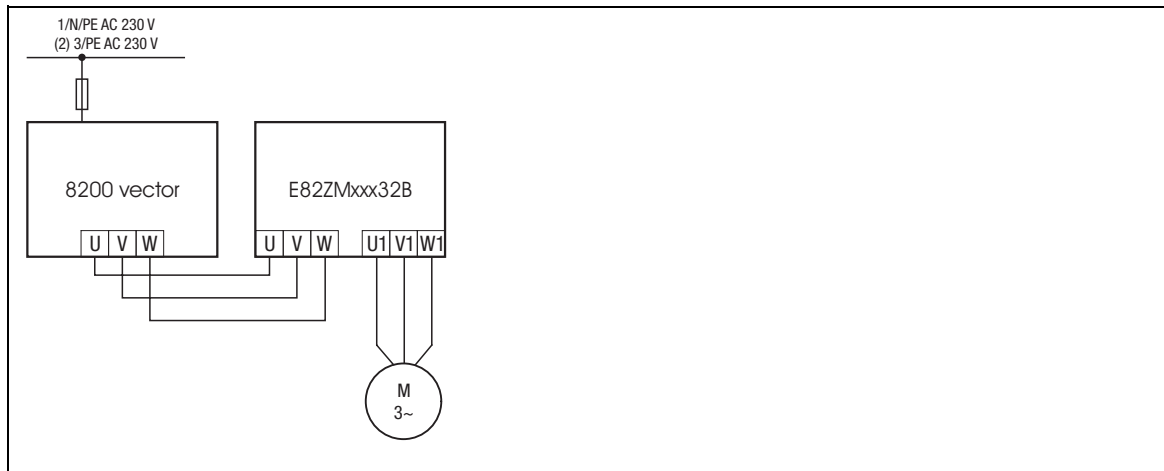 1/N/PE AC 230 V
(2) 3/PE AC 230 V
8200 vector
E82ZMxxx32B
U V W
U V W
U1 V1 W1
M
3~